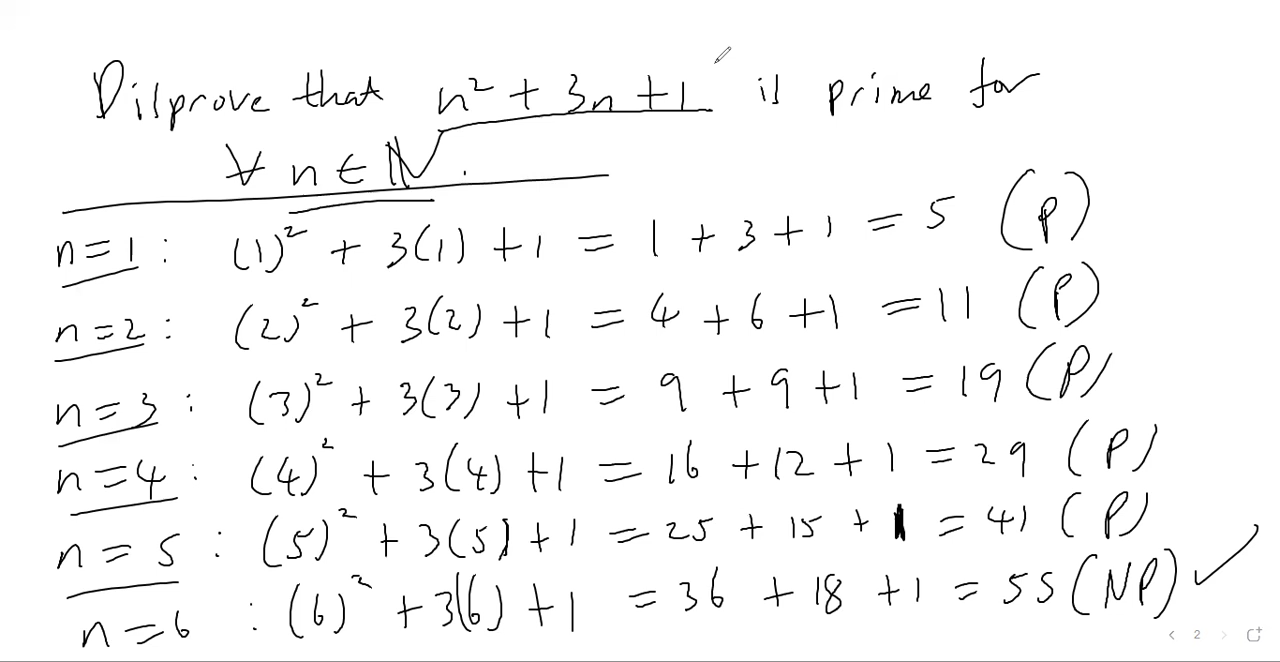 Disprove that n² + 3n + 1 is prime for
∀ n ∈ ℕ.
n=1 : (1)² + 3(1) + 1 = 1 + 3 + 1 = 5 (P)
n=2 : (2)² + 3(2) + 1 = 4 + 6 + 1 = 11 (P)
n=3 : (3)² + 3(3) + 1 = 9 + 9 + 1 = 19 (P)
n=4 : (4)² + 3(4) + 1 = 16 + 12 + 1 = 29 (P)
n = 5 : (5)² + 3(5) + 1 = 25 + 15 + 1 = 41 (P)
n=6 : (6)² + 3(6) + 1 = 36 + 18 + 1 = 55 (NP) ✓
< 2 >